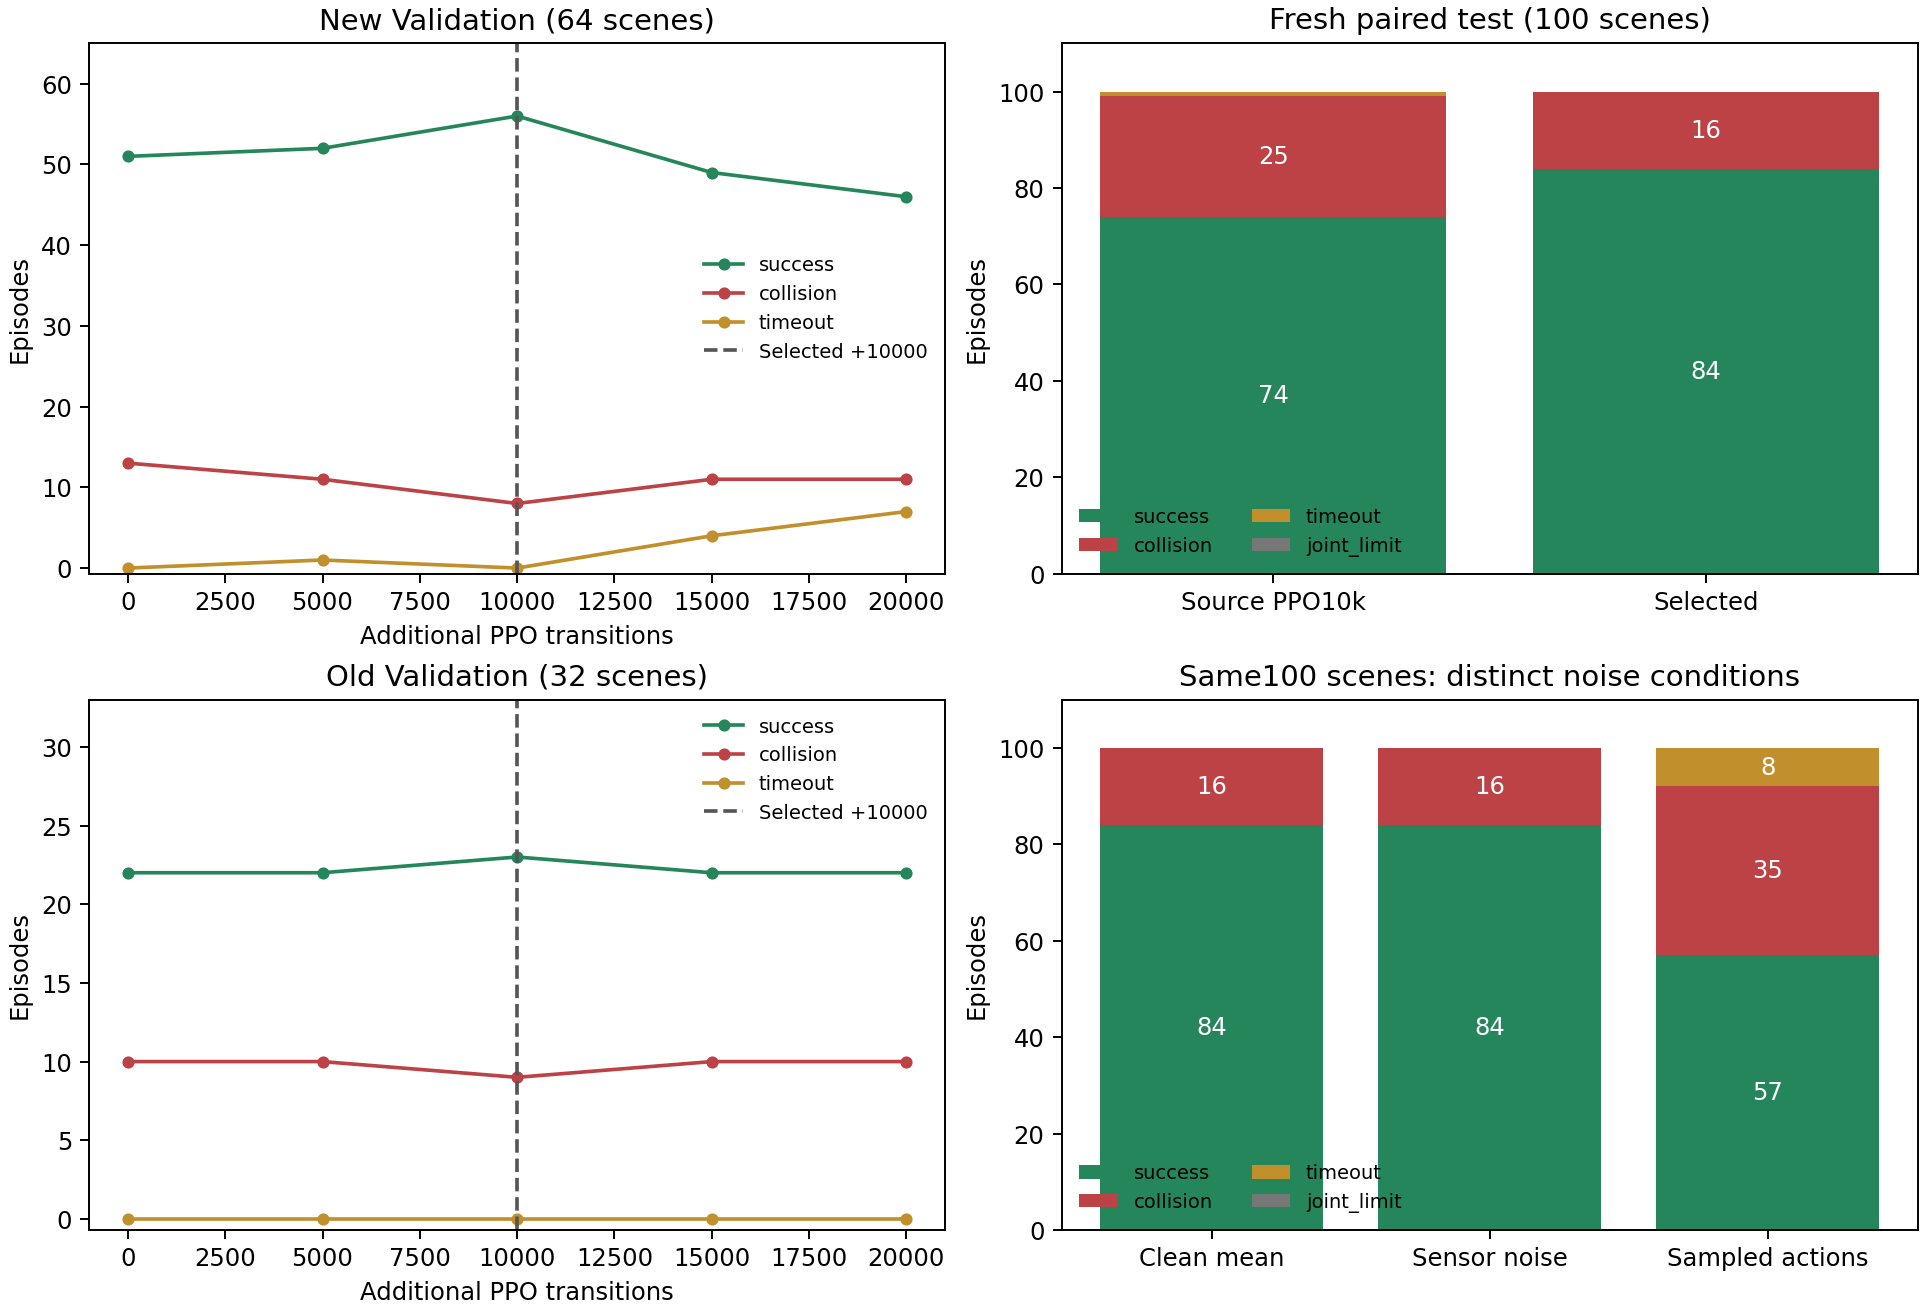 New Validation (64 scenes)
Episodes
60
50
40
30
20
10
0
success
collision
timeout
Selected +10000
0 2500 5000 7500 10000 12500 15000 17500 20000
Additional PPO transitions
Fresh paired test (100 scenes)
Episodes
100
80
60
40
20
0
25
74
16
84
success timeout
collision joint_limit
Source PPO10k Selected
Old Validation (32 scenes)
Episodes
30
25
20
15
10
5
0
success
collision
timeout
Selected +10000
0 2500 5000 7500 10000 12500 15000 17500 20000
Additional PPO transitions
Same100 scenes: distinct noise conditions
Episodes
100
80
60
40
20
0
16
84
16
84
8
35
57
success timeout
collision joint_limit
Clean mean Sensor noise Sampled actions